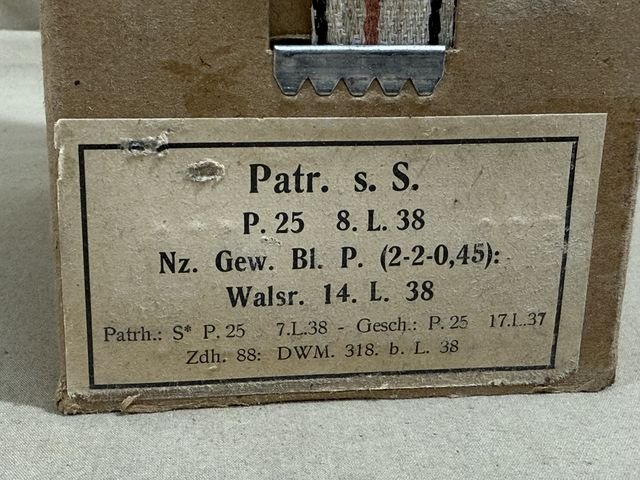 Patr. s. S.
P. 25 8. L. 38
Nz. Gew. Bl. P. (2-2-0,45):
Walsr. 14. L. 38
Patrh.: S* P. 25 7.L.38 - Gesch.: P. 25 17.L.37
Zdh. 88: DWM. 318. b. L. 38